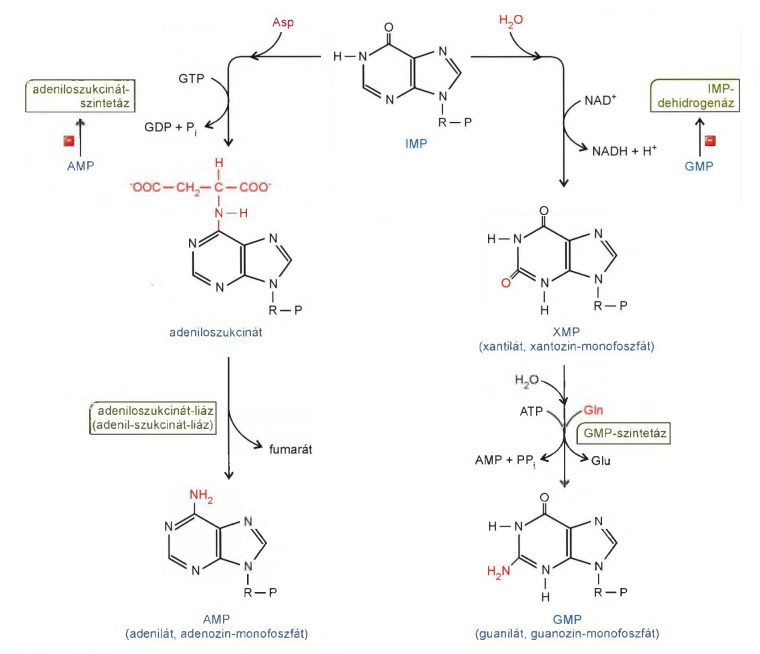 Asp
H₂O
O
H
N
N
N
N
R
P
IMP
GTP
GDP + Pᵢ
adeniloszukcinát-
szintetáz
AMP
NAD⁺
NADH + H⁺
IMP-
dehidrogenáz
GMP
H
⁻OOC
CH₂
C
COO⁻
N
H
N
N
N
N
R
P
adeniloszukcinát
O
H
N
N
O
N
N
H
R
P
XMP
(xantilát, xantozin-monofoszfát)
adeniloszukcinát-liáz
(adenil-szukcinát-liáz)
fumarát
H₂O
ATP
Gln
GMP-szintetáz
AMP + PPᵢ
Glu
NH₂
N
N
N
N
R
P
AMP
(adenilát, adenozin-monofoszfát)
O
H
N
N
H₂N
N
N
H
R
P
GMP
(guanilát, guanozin-monofoszfát)